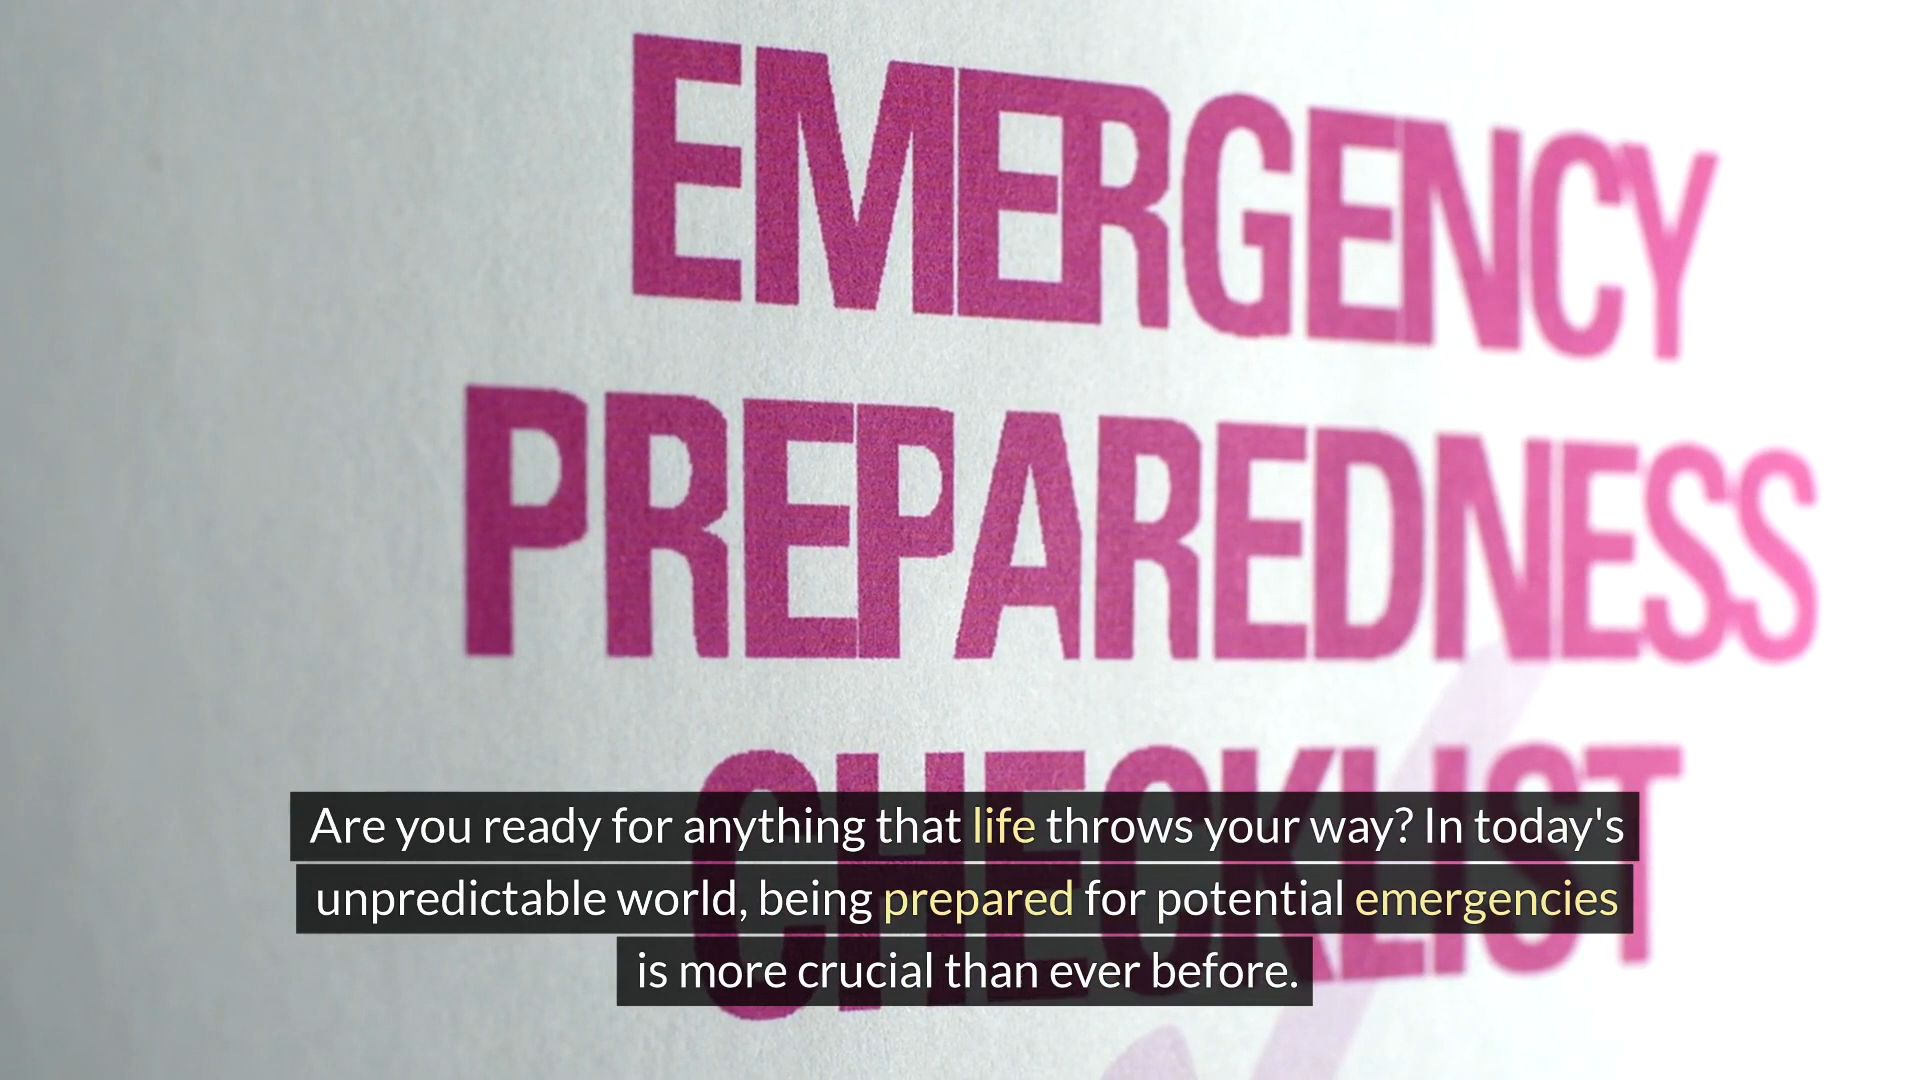 EMERGENCY
PREPAREDNESS
CHECKLIST
Are you ready for anything that life throws your way? In today's
unpredictable world, being prepared for potential emergencies
is more crucial than ever before.